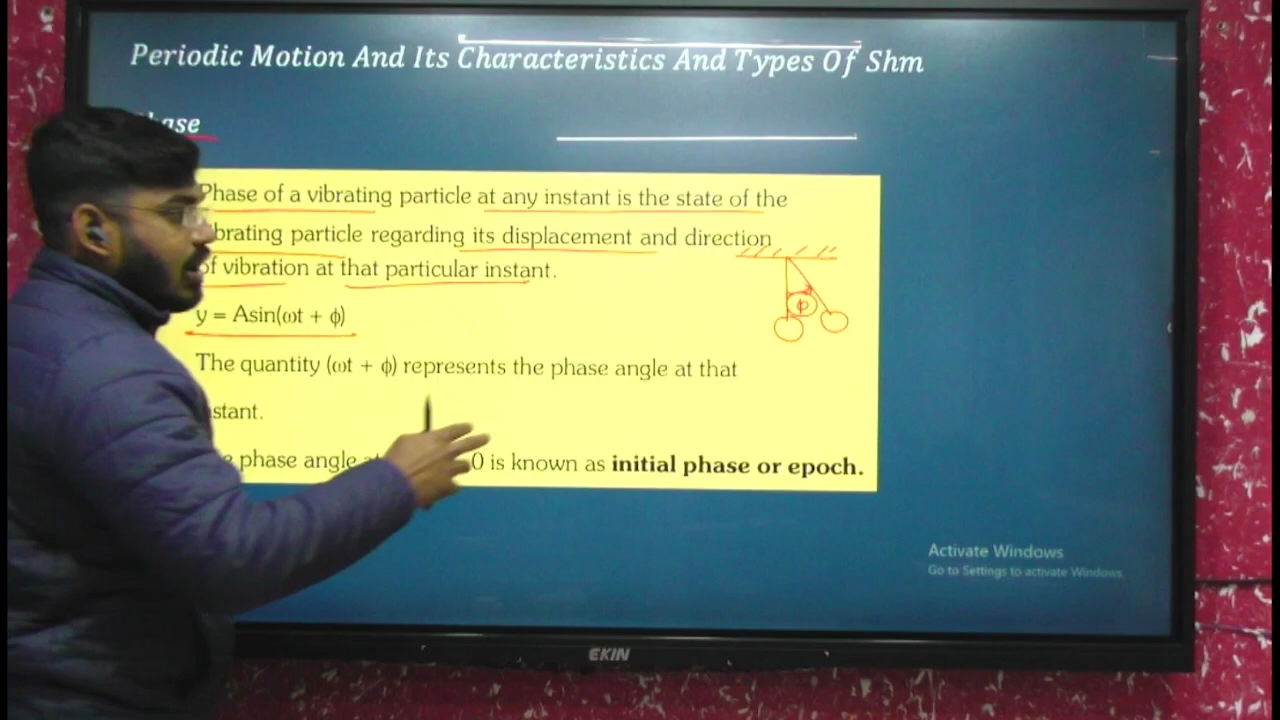 Periodic Motion And Its Characteristics And Types Of Shm
Phase of a vibrating particle at any instant is the state of the
particle regarding its displacement and direction
of vibration at that particular instant.
y = Asin(ωt + ϕ)
ϕ
The quantity (ωt + ϕ) represents the phase angle at that
phase angle 0 is known as initial phase or epoch.
Activate Windows
Go to Settings to activate Windows.
EKIN